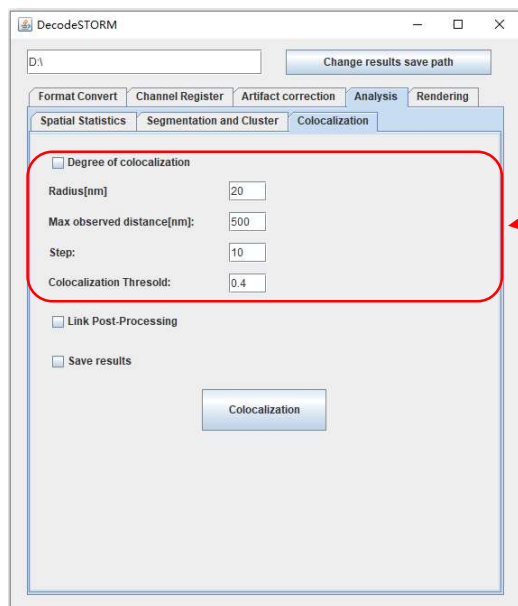 DecodeSTORM
D:\ Change results save path
Format Convert Channel Register Artifact correction Analysis Rendering
Spatial Statistics Segmentation and Cluster Colocalization
Degree of colocalization
Radius[nm] 20
Max observed distance[nm]: 500
Step: 10
Colocalization Thresold: 0.4
Link Post-Processing
Save results
Colocalization